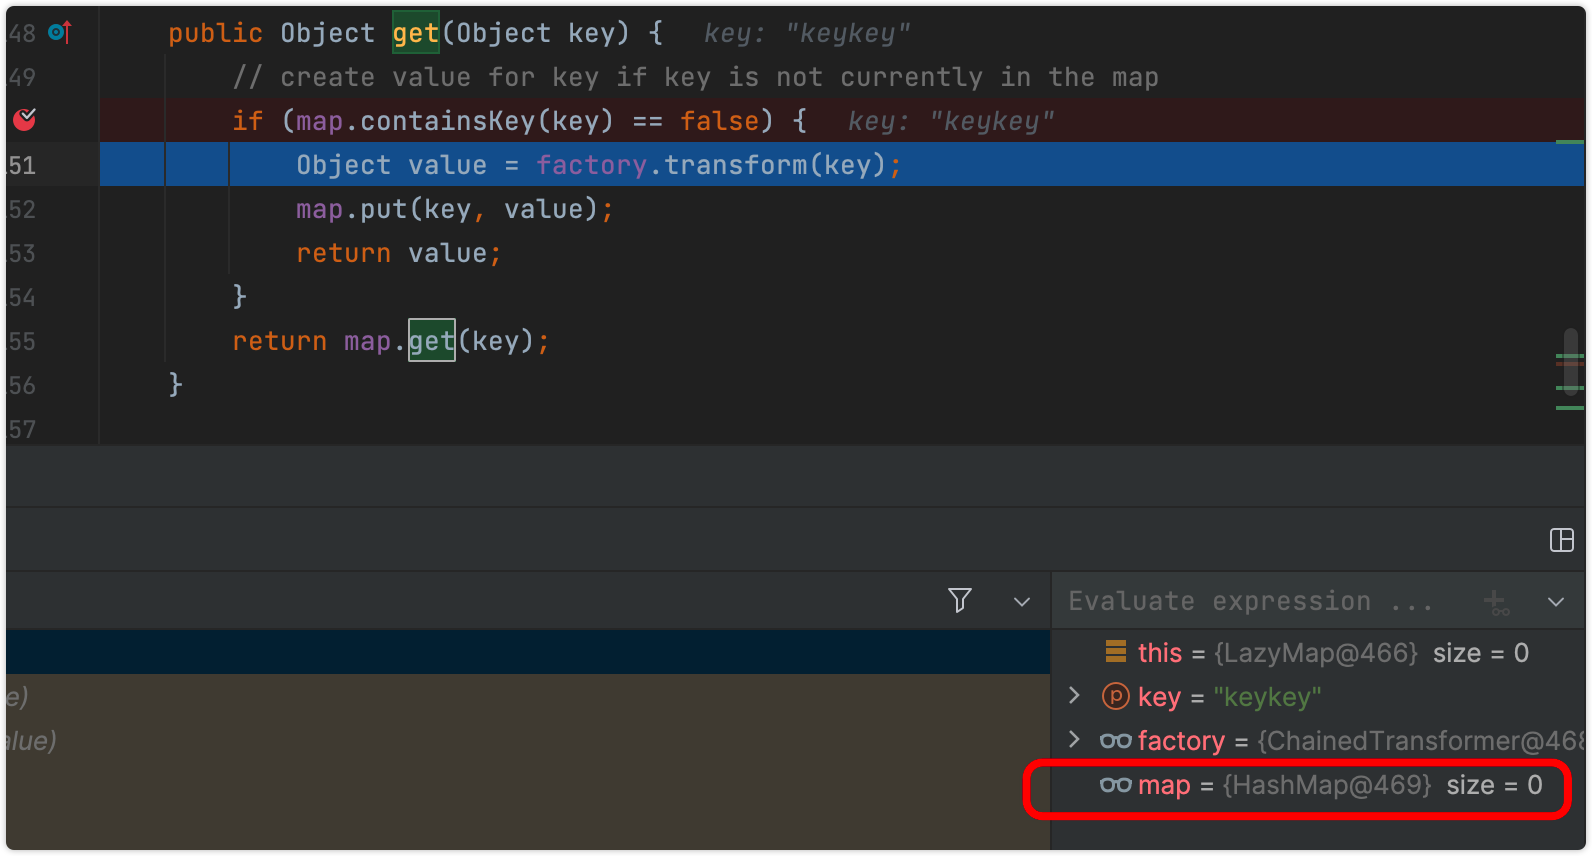 48 public Object get(Object key) { key: "keykey"
49 // create value for key if key is not currently in the map
if (map.containsKey(key) == false) { key: "keykey"
51 Object value = factory.transform(key);
52 map.put(key, value);
53 return value;
54 }
55 return map.get(key);
56 }
57
Evaluate expression ...
this = {LazyMap@466} size = 0
e) key = "keykey"
alue) factory = {ChainedTransformer@468
map = {HashMap@469} size = 0